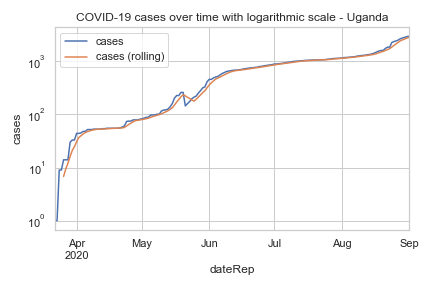 COVID-19 cases over time with logarithmic scale - Uganda
cases
cases (rolling)
10³
10²
10¹
10⁰
cases
Apr
2020
May
Jun
Jul
Aug
Sep
dateRep